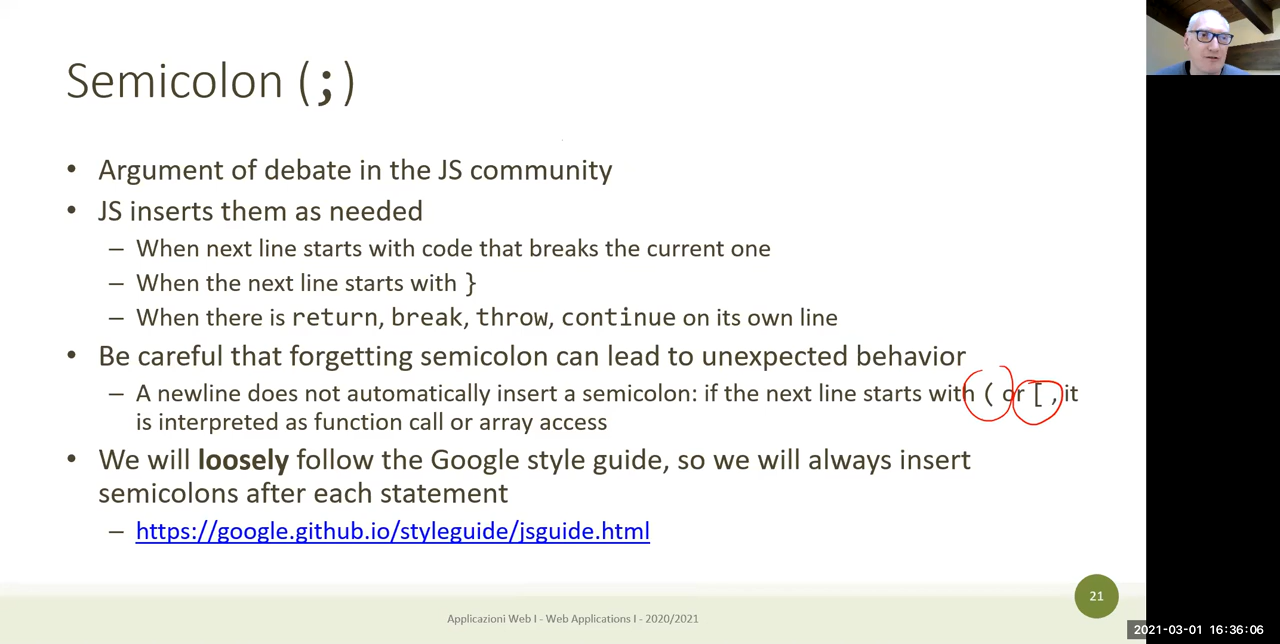 Semicolon (;)
• Argument of debate in the JS community
• JS inserts them as needed
– When next line starts with code that breaks the current one
– When the next line starts with }
– When there is return, break, throw, continue on its own line
• Be careful that forgetting semicolon can lead to unexpected behavior
– A newline does not automatically insert a semicolon: if the next line starts with ( or [, it
is interpreted as function call or array access
• We will loosely follow the Google style guide, so we will always insert
semicolons after each statement
– https://google.github.io/styleguide/jsguide.html
21
Applicazioni Web I - Web Applications I - 2020/2021
2021-03-01 16:36:06